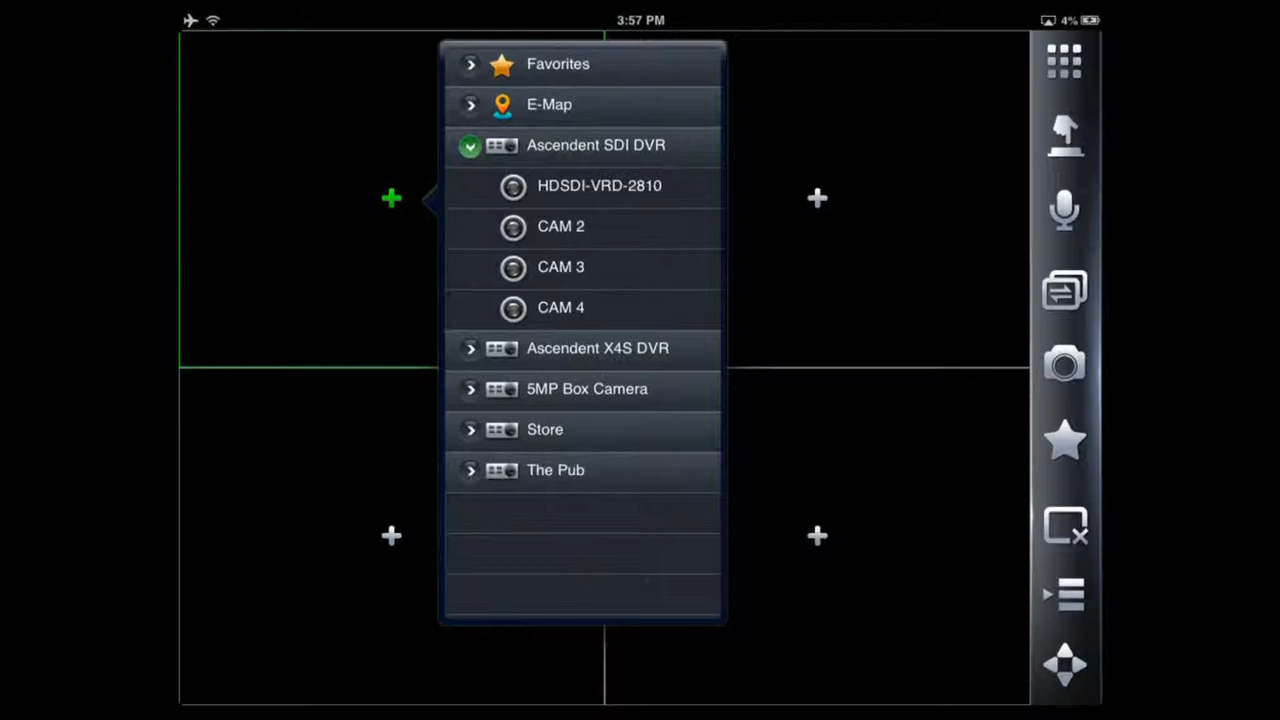 3:57 PM
4%
Favorites
E-Map
Ascendent SDI DVR
HDSDI-VRD-2810
CAM 2
CAM 3
CAM 4
Ascendent X4S DVR
5MP Box Camera
Store
The Pub